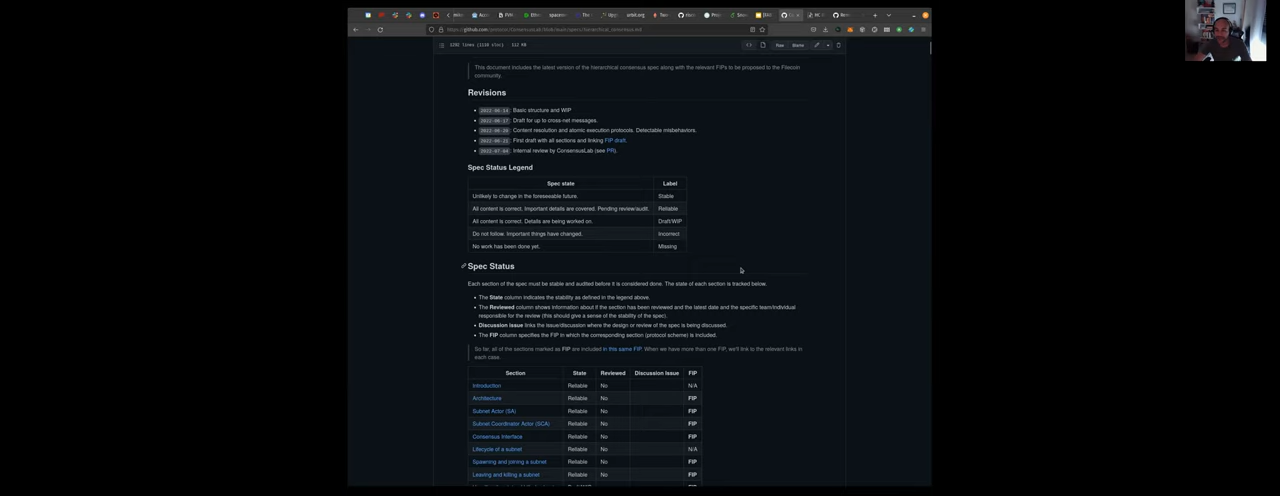 1292 lines (1118 sloc) 112 KB
Raw
Blame
This document includes the latest version of the hierarchical consensus spec along with the relevant FIPs to be proposed to the Filecoin
community.
Revisions
Basic structure and WIP
Draft for up to cross-net messages.
Content resolution and atomic execution protocols. Detectable misbehaviors.
First draft with all sections and linking FIP draft.
Internal review by ConsensusLab (see PR).
Spec Status Legend
Spec state Label
Unlikely to change in the foreseeable future. Stable
All content is correct. Important details are covered. Pending review/audit. Reliable
All content is correct. Details are being worked on. Draft/WIP
Do not follow. Important things have changed. Incorrect
No work has been done yet. Missing
Spec Status
Each section of the spec must be stable and audited before it is considered done. The state of each section is tracked below.
The State column indicates the stability as defined in the legend above.
The Reviewed column shows information about if the section has been reviewed and the latest date and the specific team/individual
responsible for the review (this should give a sense of the stability of the spec).
Discussion Issue links the issue/discussion where the design or review of the spec is being discussed.
The FIP column specifies the FIP in which the corresponding section (protocol scheme) is included.
So far, all of the sections marked as FIP are included in this same FIP. When we have more than one FIP, we'll link to the relevant links in
each case.
Section State Reviewed Discussion Issue FIP
Introduction Reliable No N/A
Architecture Reliable No FIP
Subnet Actor (SA) Reliable No FIP
Subnet Coordinator Actor (SCA) Reliable No FIP
Consensus Interface Reliable No FIP
Lifecycle of a subnet Reliable No N/A
Spawning and joining a subnet Reliable No FIP
Leaving and killing a subnet Reliable No FIP